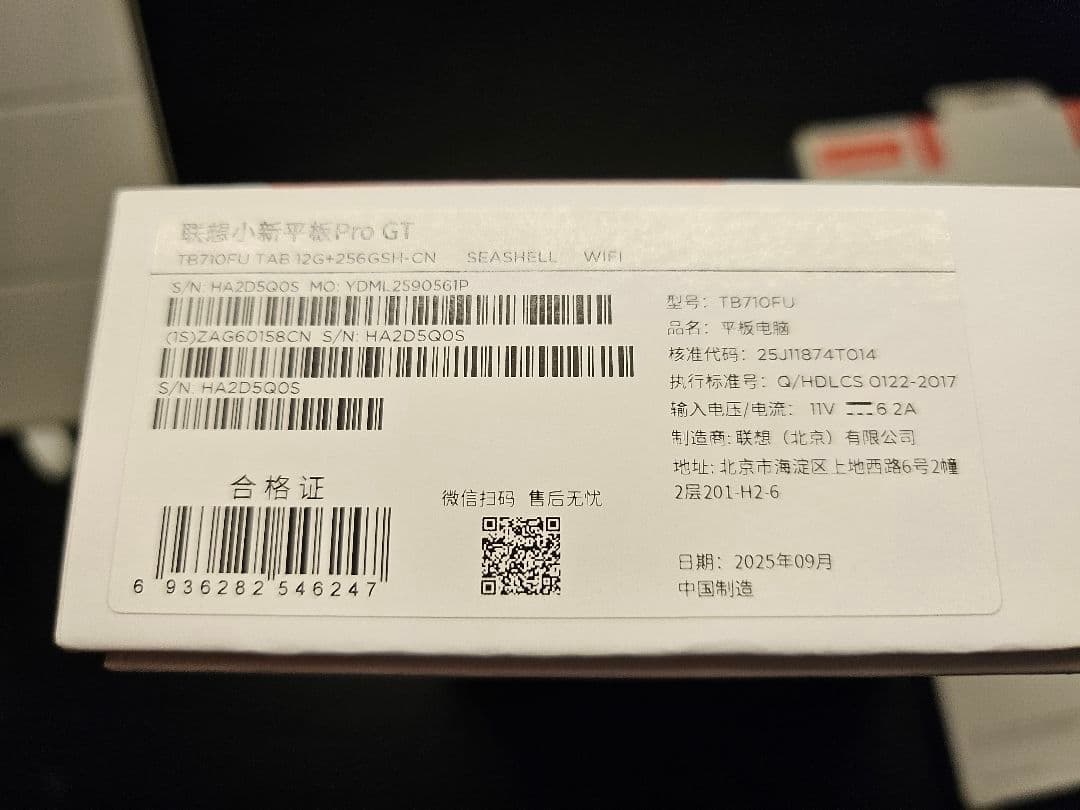 联想小新平板Pro GT
TB710FU TAB 12G+256GSH-CN SEASHELL WIFI
S/N: HA2D5Q0S MO: YDML2590561P
(1S)ZAG60158CN S/N: HA2D5Q0S
S/N: HA2D5Q0S
合格证
6 936282 546247
微信扫码 售后无忧
型号: TB710FU
品名: 平板电脑
核准代码: 25J11874T014
执行标准号: Q/HDLCS 0122-2017
输入电压/电流: 11V ⎓6.2A
制造商: 联想（北京）有限公司
地址: 北京市海淀区上地西路6号2幢
2层201-H2-6
日期: 2025年09月
中国制造